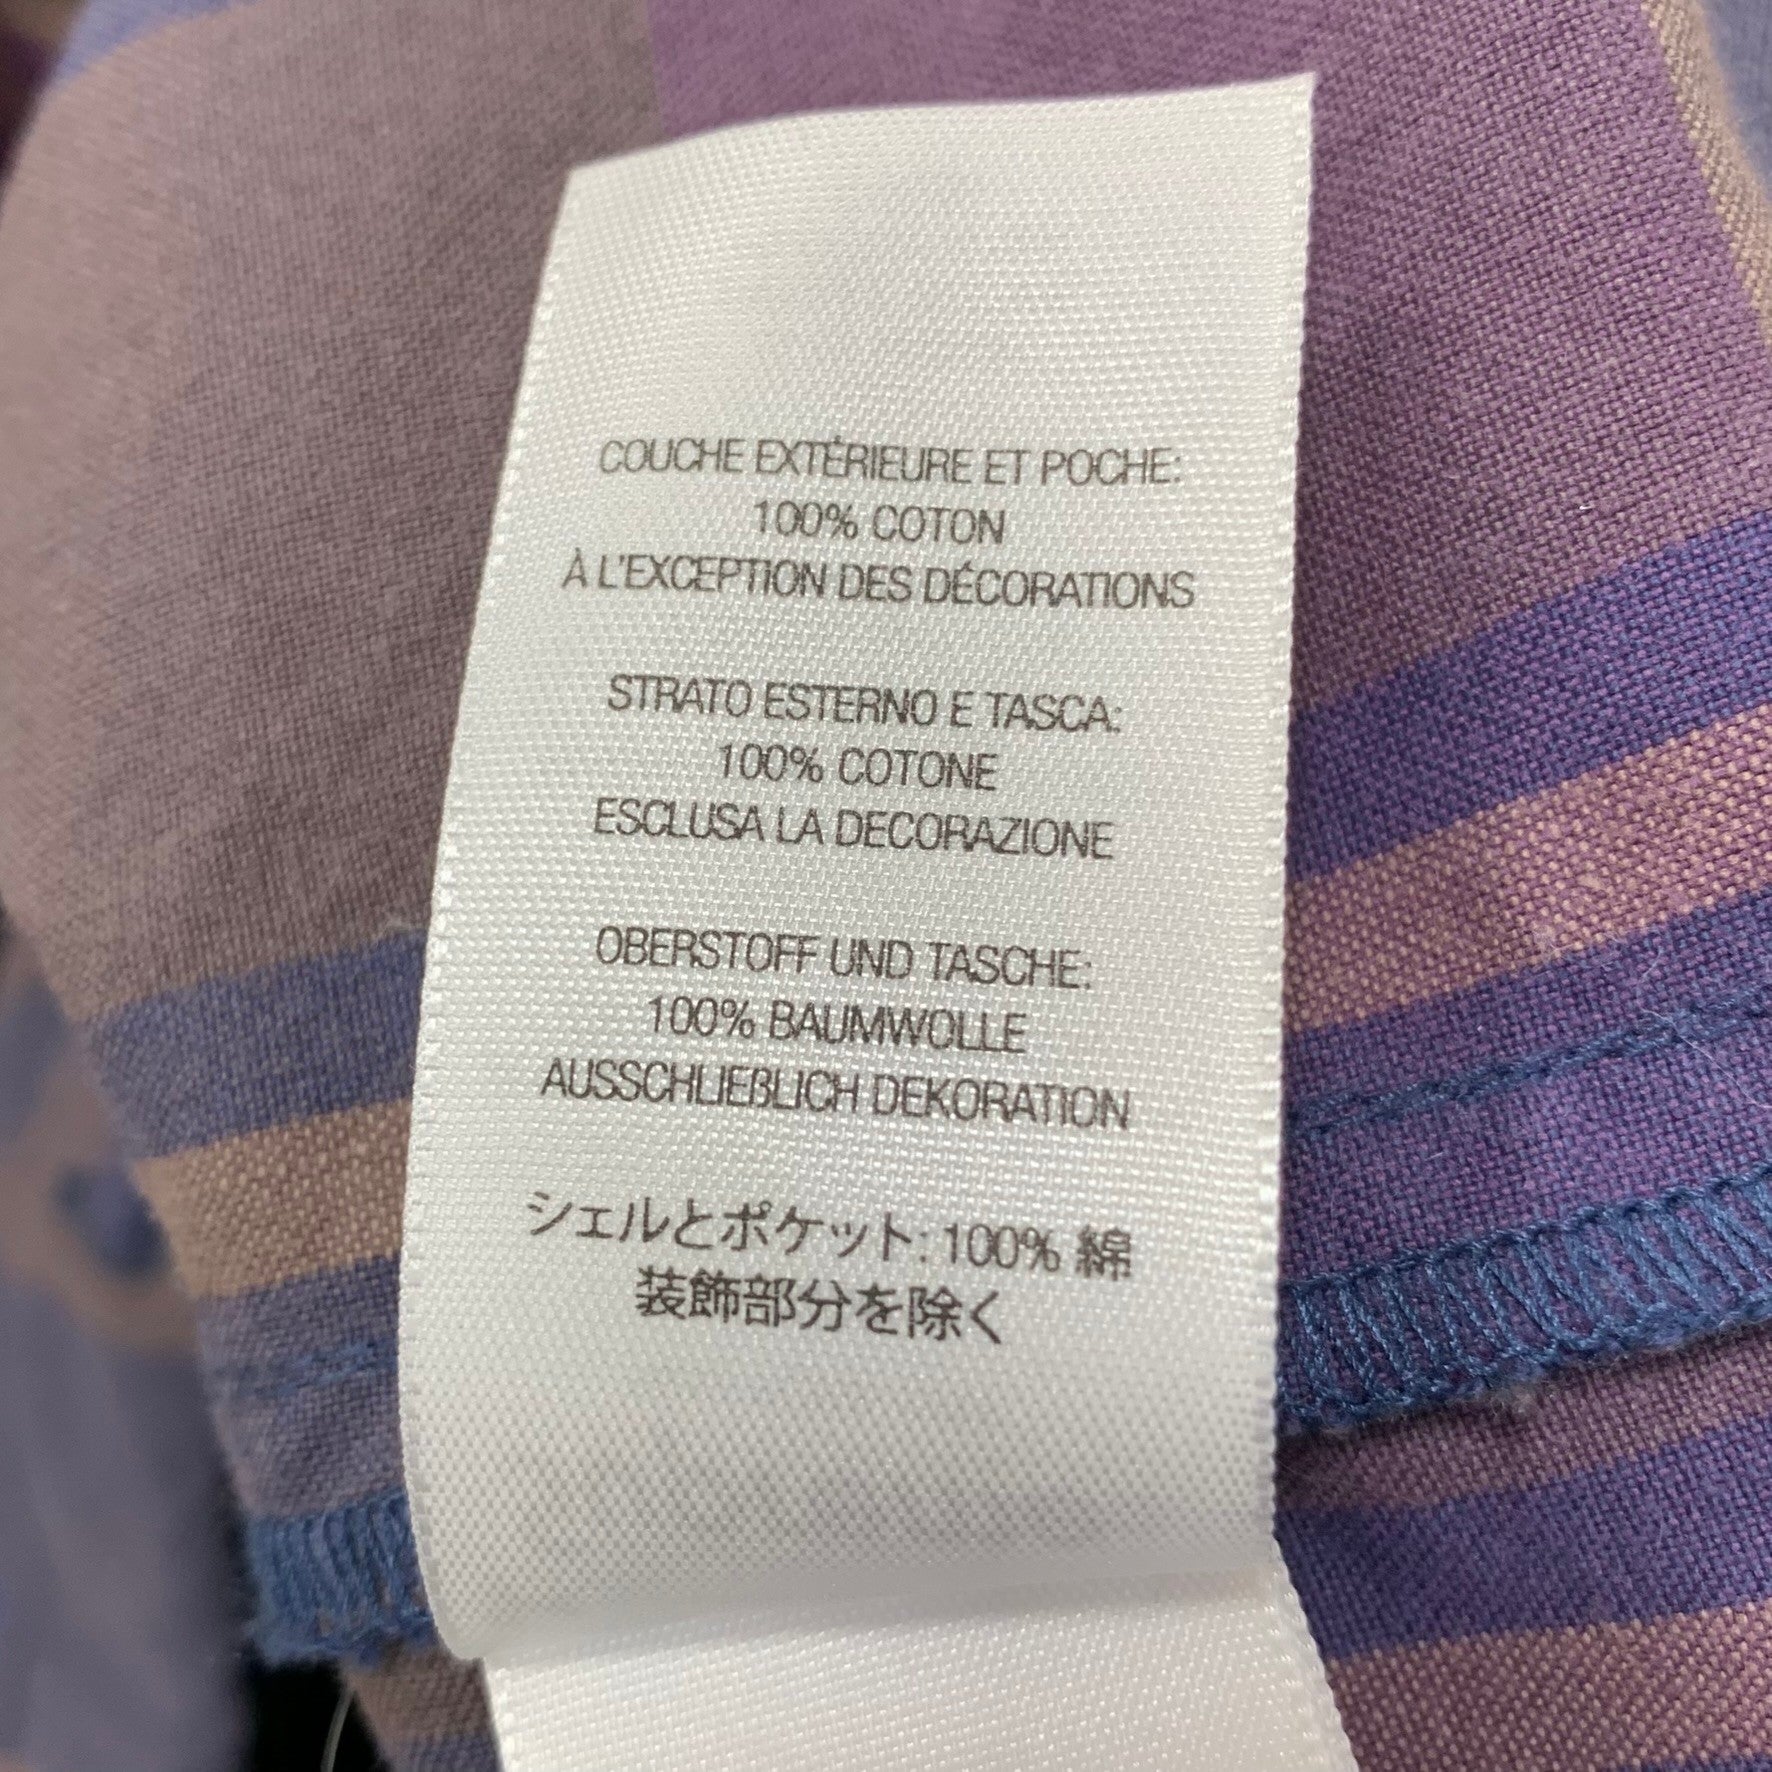 COUCHE EXTÉRIEURE ET POCHE:
100% COTON
À L'EXCEPTION DES DÉCORATIONS
STRATO ESTERNO E TASCA:
100% COTONE
ESCLUSA LA DECORAZIONE
OBERSTOFF UND TASCHE:
100% BAUMWOLLE
AUSSCHLIEßLICH DEKORATION
シェルとポケット: 100% 綿
装飾部分を除く